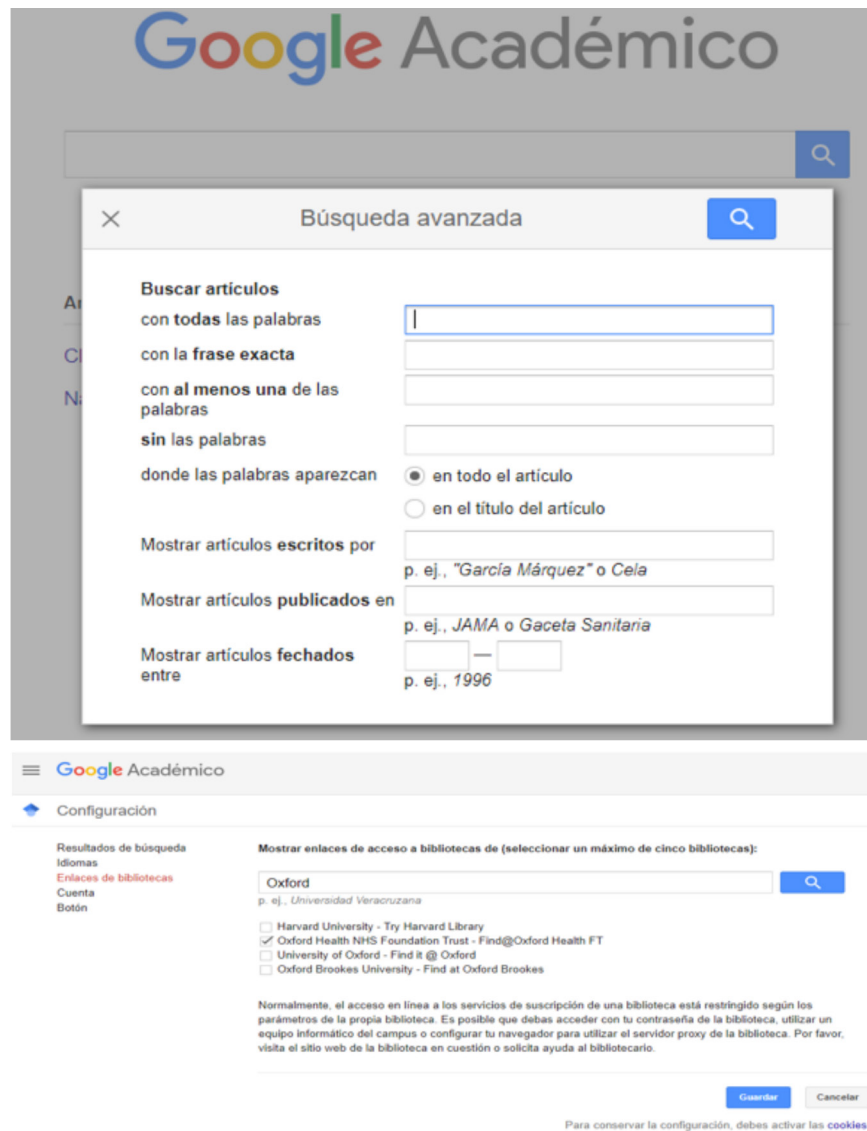 Google Académico
Búsqueda avanzada
Buscar artículos
con todas las palabras
con la frase exacta
con al menos una de las
palabras
sin las palabras
donde las palabras aparezcan
en todo el artículo
en el título del artículo
Mostrar artículos escritos por
p. ej., "García Márquez" o Cela
Mostrar artículos publicados en
p. ej., JAMA o Gaceta Sanitaria
Mostrar artículos fechados
entre
—
p. ej., 1996
Google Académico
Configuración
Resultados de búsqueda
Idiomas
Enlaces de bibliotecas
Cuenta
Botón
Mostrar enlaces de acceso a bibliotecas de (seleccionar un máximo de cinco bibliotecas):
Oxford
p. ej., Universidad Veracruzana
Harvard University - Try Harvard Library
Oxford Health NHS Foundation Trust - Find@Oxford Health FT
University of Oxford - Find it @ Oxford
Oxford Brookes University - Find at Oxford Brookes
Normalmente, el acceso en línea a los servicios de suscripción de una biblioteca está restringido según los
parámetros de la propia biblioteca. Es posible que debas acceder con tu contraseña de la biblioteca, utilizar un
equipo informático del campus o configurar tu navegador para utilizar el servidor proxy de la biblioteca. Por favor,
visita el sitio web de la biblioteca en cuestión o solicita ayuda al bibliotecario.
Guardar Cancelar
Para conservar la configuración, debes activar las cookies